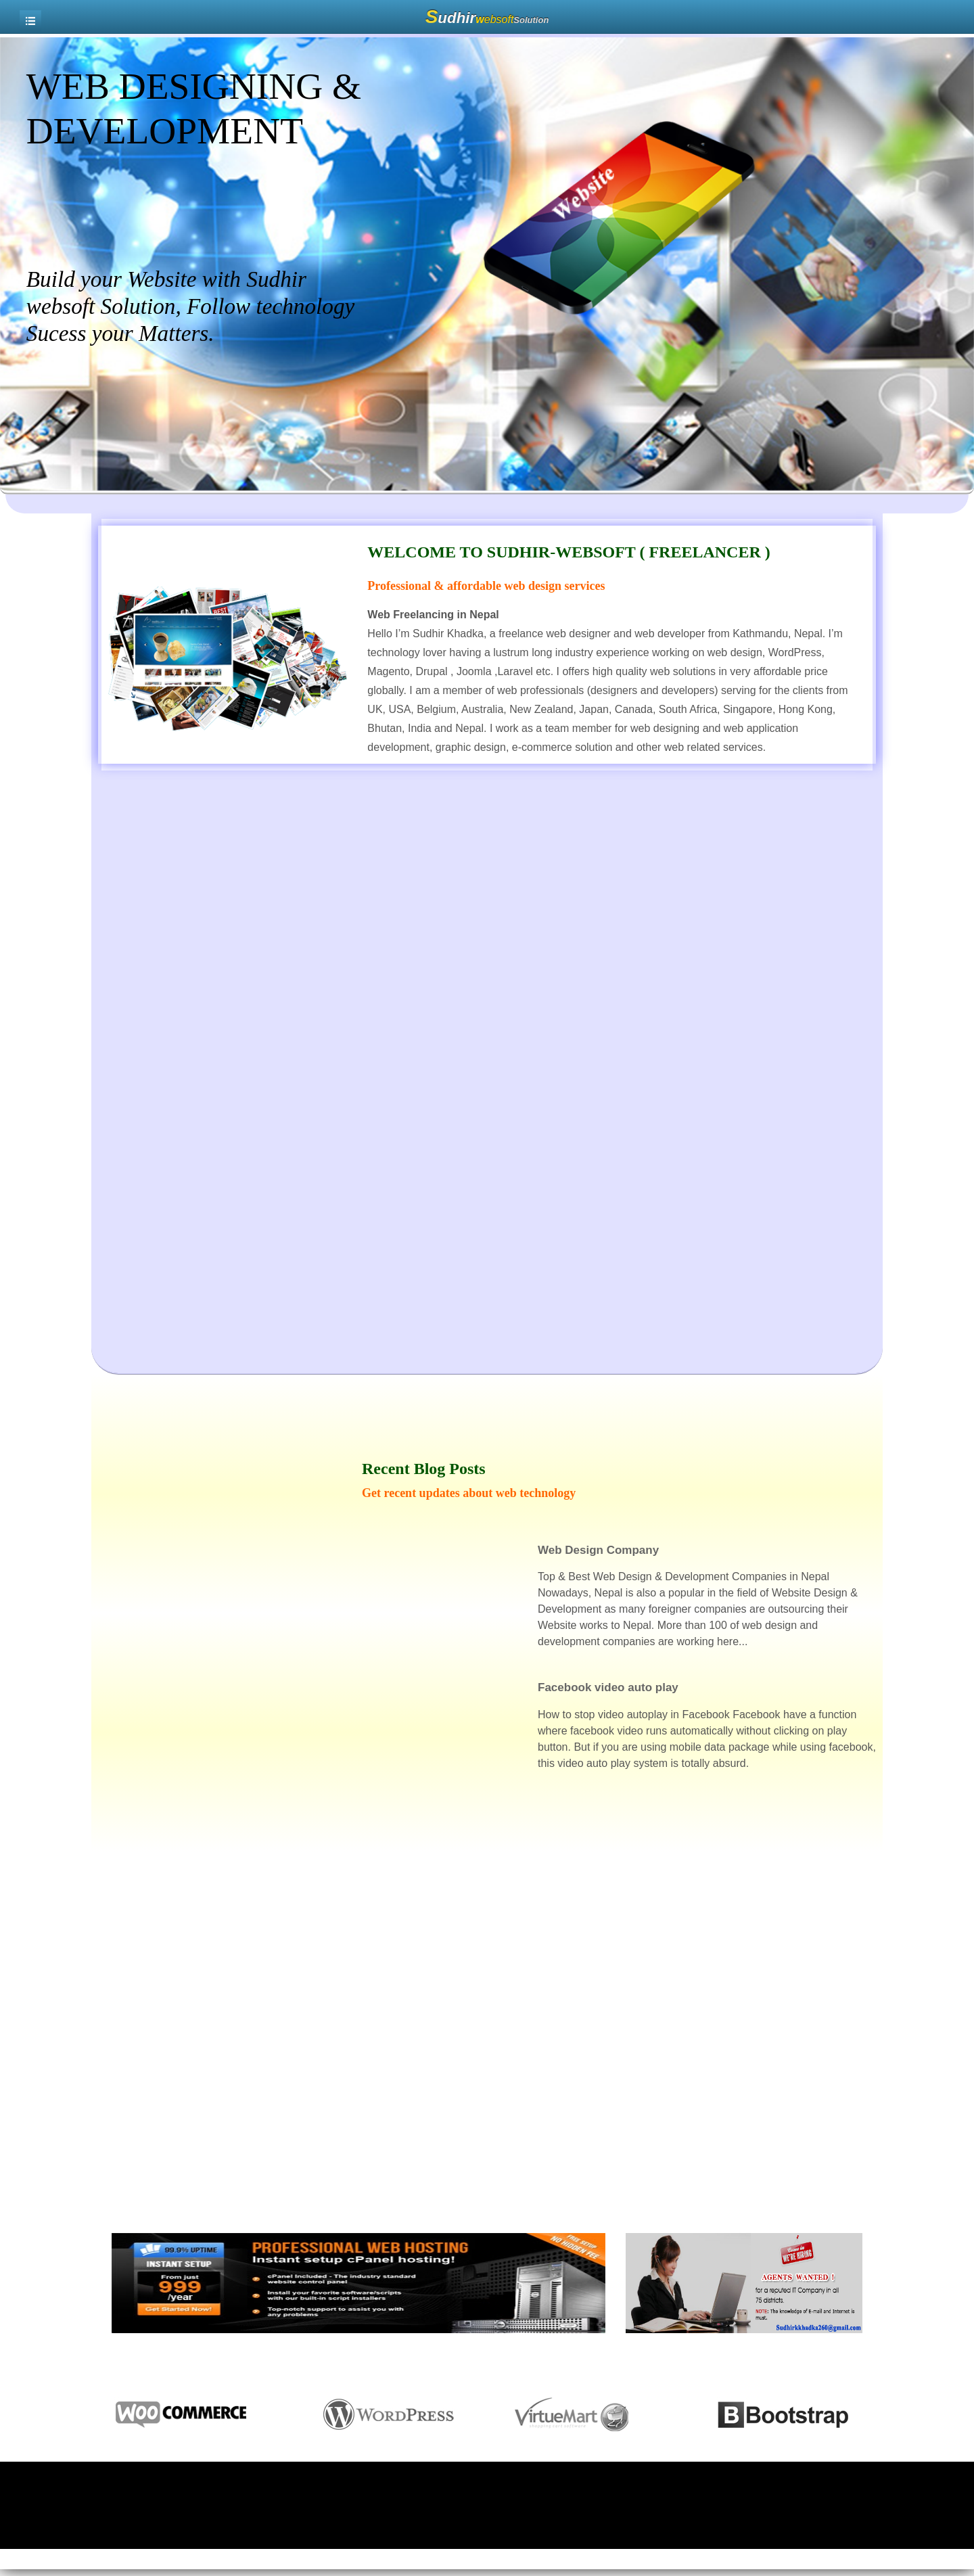 SudhirwebsoftSolution
WEB DESIGNING &
DEVELOPMENT
Website
Build your Website with Sudhir
websoft Solution, Follow technology
Sucess your Matters.
WELCOME TO SUDHIR-WEBSOFT ( FREELANCER )
Professional & affordable web design services
Web Freelancing in Nepal
Hello I’m Sudhir Khadka, a freelance web designer and web developer from Kathmandu, Nepal. I’m
technology lover having a lustrum long industry experience working on web design, WordPress,
Magento, Drupal , Joomla ,Laravel etc. I offers high quality web solutions in very affordable price
globally. I am a member of web professionals (designers and developers) serving for the clients from
UK, USA, Belgium, Australia, New Zealand, Japan, Canada, South Africa, Singapore, Hong Kong,
Bhutan, India and Nepal. I work as a team member for web designing and web application
development, graphic design, e-commerce solution and other web related services.
Recent Blog Posts
Get recent updates about web technology
Web Design Company
Top & Best Web Design & Development Companies in Nepal
Nowadays, Nepal is also a popular in the field of Website Design &
Development as many foreigner companies are outsourcing their
Website works to Nepal. More than 100 of web design and
development companies are working here...
Facebook video auto play
How to stop video autoplay in Facebook Facebook have a function
where facebook video runs automatically without clicking on play
button. But if you are using mobile data package while using facebook,
this video auto play system is totally absurd.
99.9% UPTIME
INSTANT SETUP
From just
999
/year
Get Started Now!
PROFESSIONAL WEB HOSTING
Instant setup cPanel hosting!
cPanel Included - The industry standard
website control panel
Install your favorite software/scripts
with our built-in script installers
Top-notch support to assist you with
any problems
FREE SETUP
NO HIDDEN FEE
WE'RE HIRING
AGENTS WANTED !
for a reputed IT Company in all
75 districts.
NOTE: The knowledge of E-mail and Internet is
must.
Sudhirkkhadka260@gmail.com
WOO COMMERCE
WORDPRESS
VirtueMart
B Bootstrap